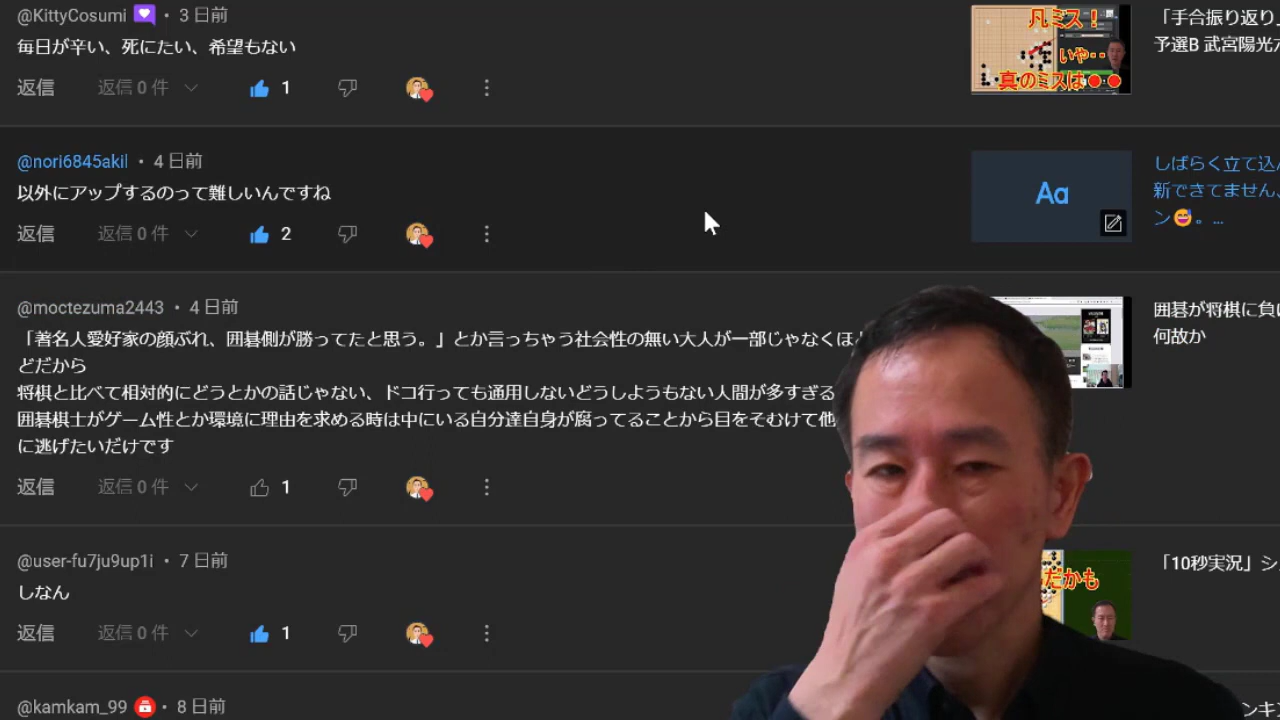 @KittyCosumi • 3 日前
毎日が辛い、死にたい、希望もない
返信 返信 0 件 1
凡ミス！
いや・・
真のミスは●●
「手合振り返り」
予選B 武宮陽光
@nori6845akil • 4 日前
以外にアップするのって難しいんですね
返信 返信 0 件 2
Aa
しばらく立て込ん
新できてません、
ン😅。...
@moctezuma2443 • 4 日前
「著名人愛好家の顔ぶれ、囲碁側が勝ってたと思う。」とか言っちゃう社会性の無い大人が一部じゃなくほ
どだから
将棋と比べて相対的にどうとかの話じゃない、ドコ行っても通用しないどうしようもない人間が多すぎる
囲碁棋士がゲーム性とか環境に理由を求める時は中にいる自分達自身が腐ってることから目をそむけて他
に逃げたいだけです
返信 返信 0 件 1
囲碁が将棋に負け
何故か
@user-fu7ju9up1i • 7 日前
しなん
返信 返信 0 件 1
だかも
「10秒実況」シ
@kamkam_99 • 8 日前
ンキン